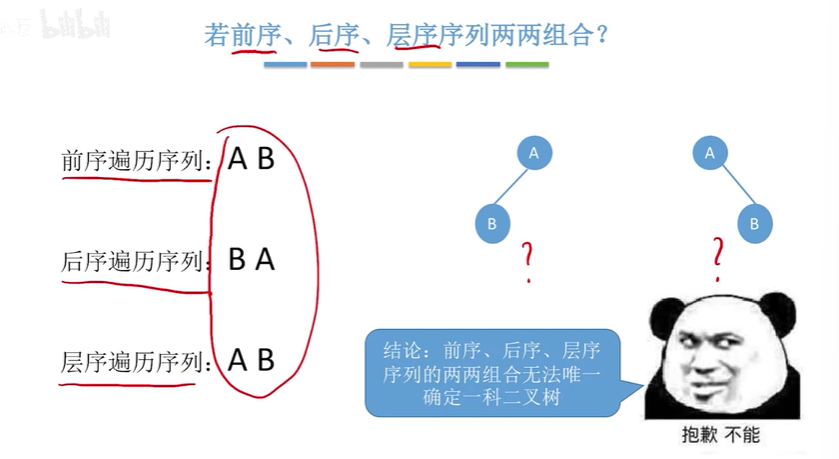 bilibili
若前序、后序、层序序列两两组合？
前序遍历序列：A B
A
B
A
B
?
?
后序遍历序列：B A
层序遍历序列：A B
结论：前序、后序、层序
序列的两两组合无法唯一
确定一科二叉树
抱歉 不能